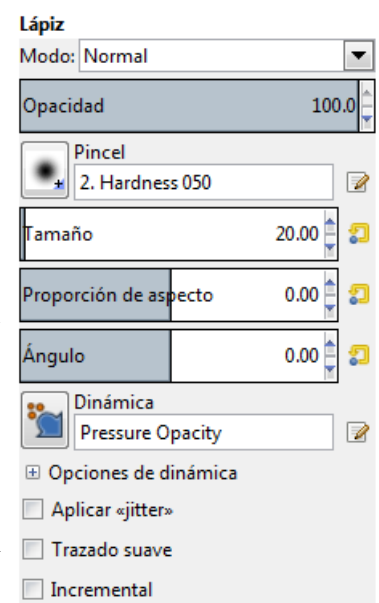 Lápiz
Modo: Normal
Opacidad 100.0
Pincel
2. Hardness 050
Tamaño 20.00
Proporción de aspecto 0.00
Ángulo 0.00
Dinámica
Pressure Opacity
Opciones de dinámica
Aplicar «jitter»
Trazado suave
Incremental